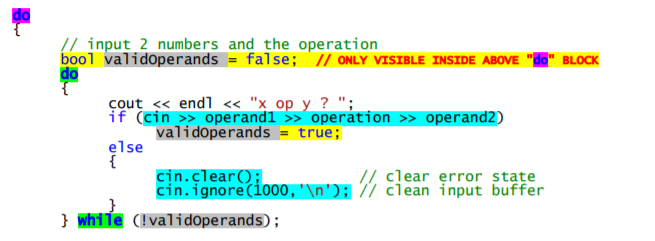 do
{
// input 2 numbers and the operation
bool validOperands = false; // ONLY VISIBLE INSIDE ABOVE "do" BLOCK
do
{
cout << endl << "x op y ? ";
if (cin >> operand1 >> operation >> operand2)
validOperands = true;
else
{
cin.clear(); // clear error state
cin.ignore(1000,'\n'); // clean input buffer
}
} while (!validOperands);